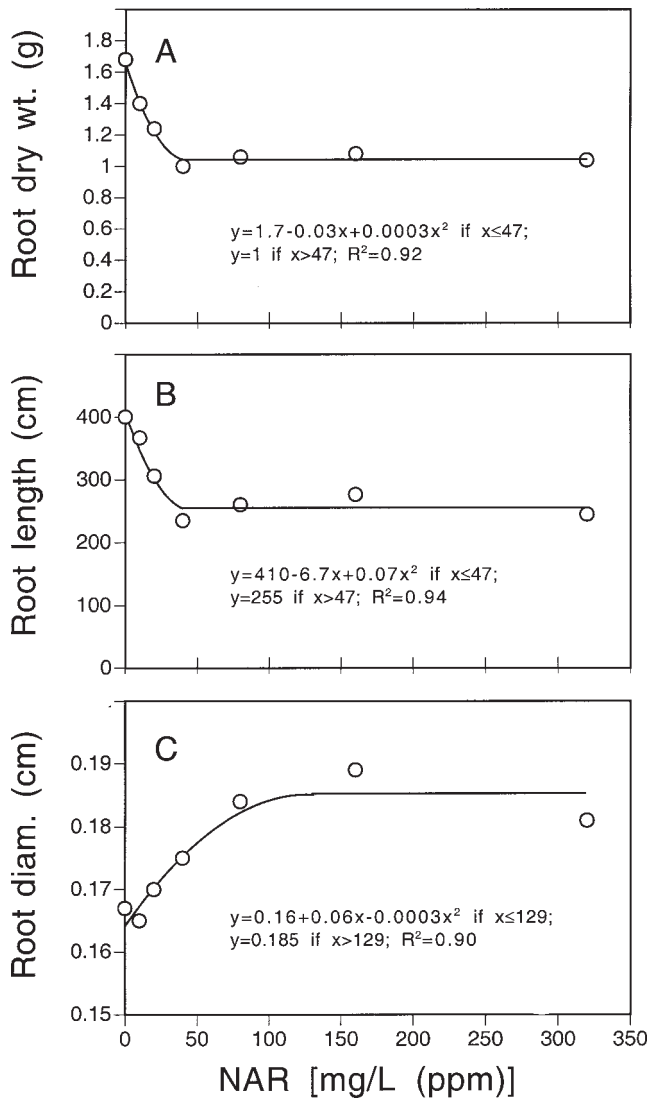 Root dry wt. (g)
1.8
1.6
1.4
1.2
1
0.8
0.6
0.4
0.2
0
A
y=1.7-0.03x+0.0003x² if x≤47;
y=1 if x>47; R²=0.92
Root length (cm)
400
300
200
100
0
B
y=410-6.7x+0.07x² if x≤47;
y=255 if x>47; R²=0.94
Root diam. (cm)
0.19
0.18
0.17
0.16
0.15
C
y=0.16+0.06x-0.0003x² if x≤129;
y=0.185 if x>129; R²=0.90
0 50 100 150 200 250 300 350
NAR [mg/L (ppm)]